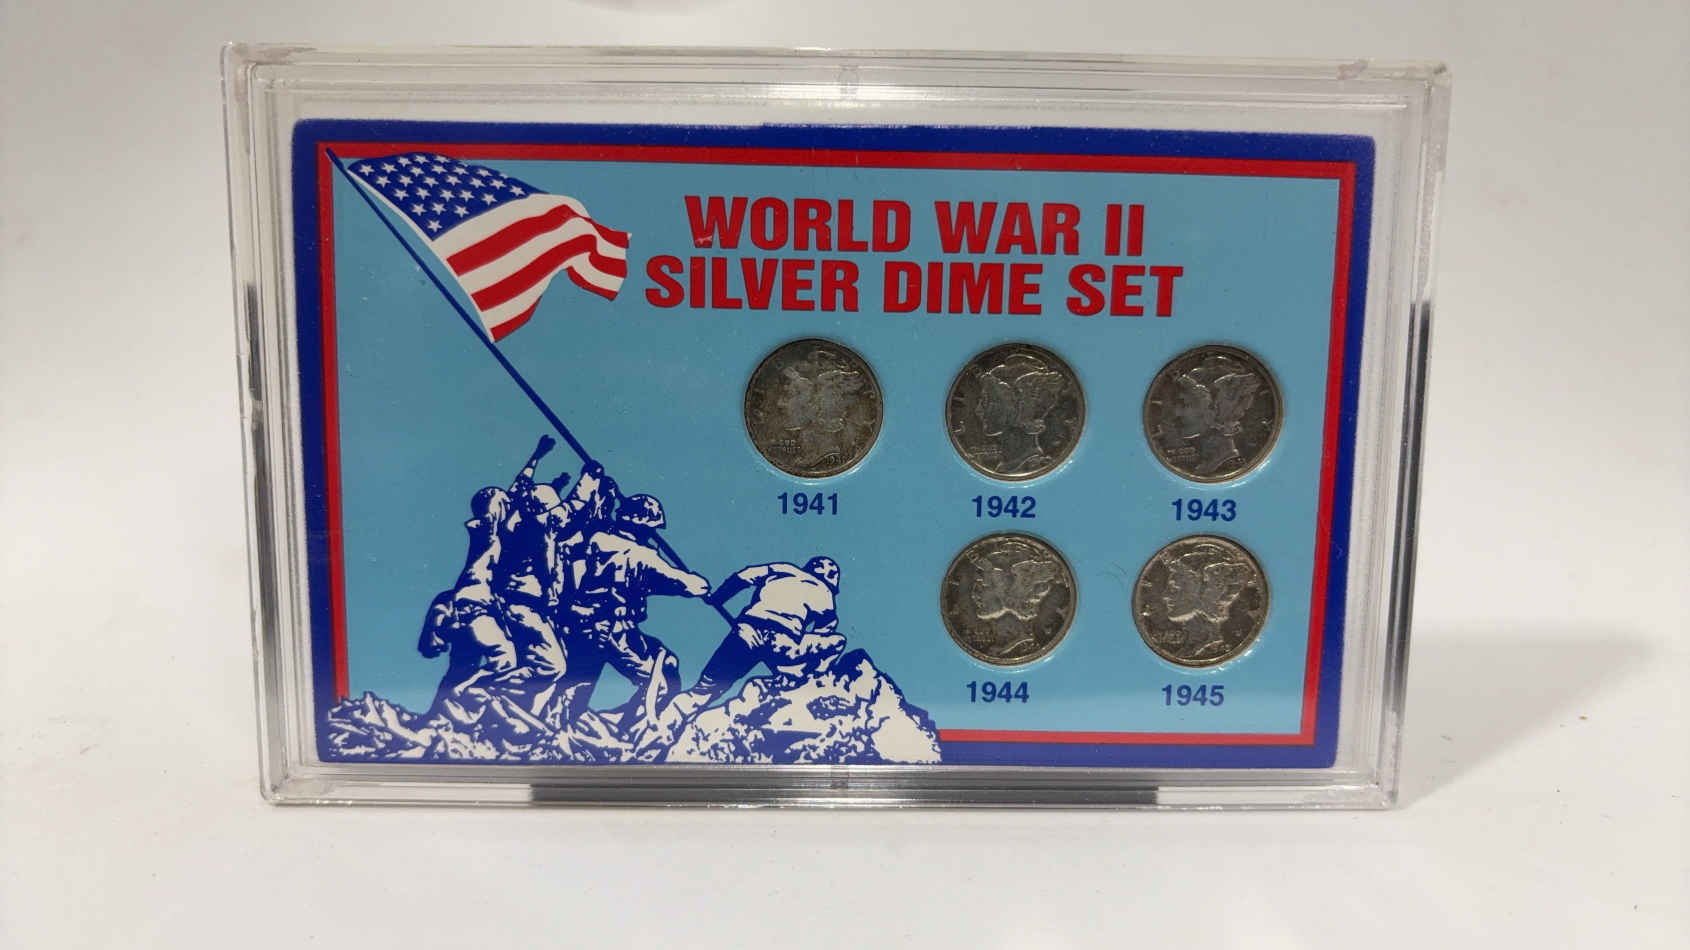 WORLD WAR II
SILVER DIME SET
1941
1942
1943
1944
1945